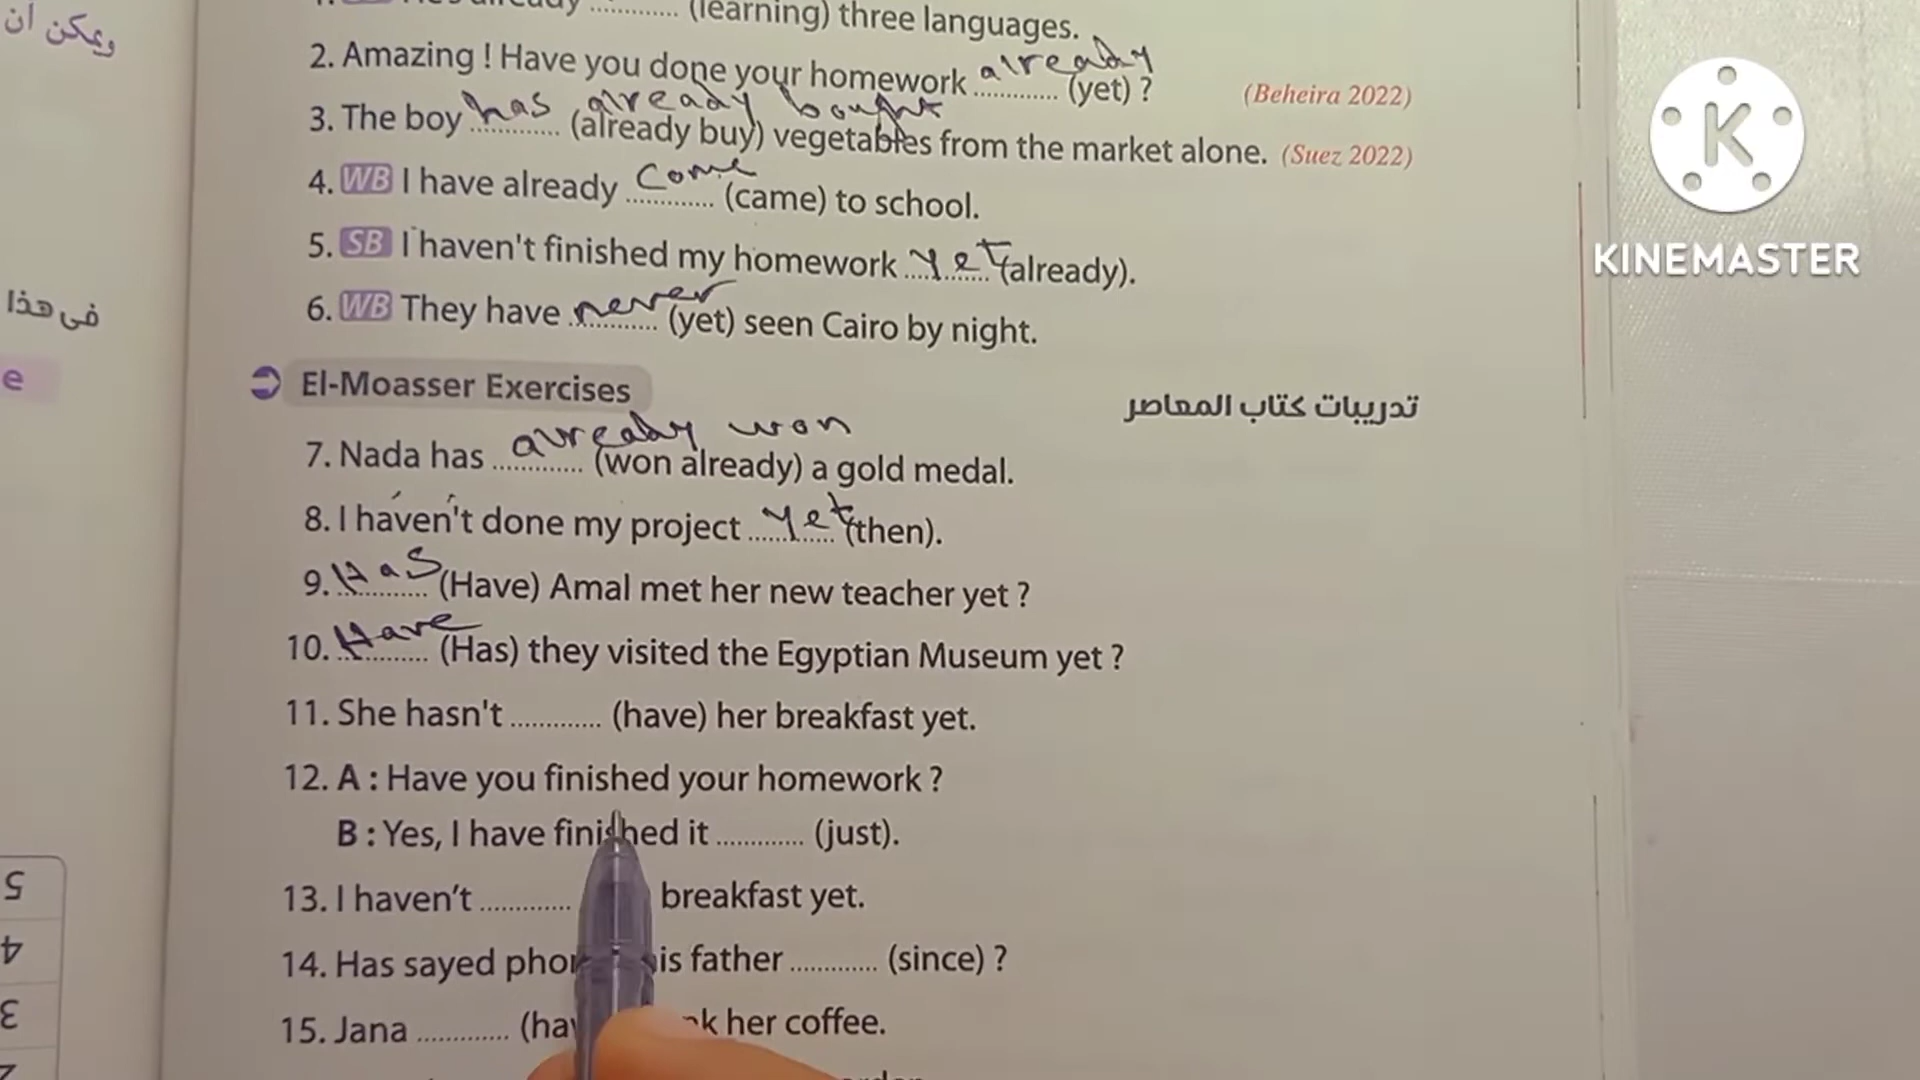 ............ (learning) three languages.
2. Amazing ! Have you done your homework already ............ (yet) ? (Beheira 2022)
3. The boy has already bought ............ (already buy) vegetables from the market alone. (Suez 2022)
4. WB I have already come ............ (came) to school.
5. SB I haven't finished my homework yet ............ (already).
6. WB They have never ............ (yet) seen Cairo by night.
El-Moasser Exercises تدريبات كتاب المعاصر
7. Nada has already won ............ (won already) a gold medal.
8. I haven't done my project yet ............ (then).
9. Has ............ (Have) Amal met her new teacher yet ?
10. Have ............ (Has) they visited the Egyptian Museum yet ?
11. She hasn't ............ (have) her breakfast yet.
12. A : Have you finished your homework ?
B : Yes, I have finished it ............ (just).
13. I haven't ............ breakfast yet.
14. Has sayed father ............ (since) ?
15. Jana ............ her coffee.
ويمكن أن
فى هذا
e
5
4
3
K
KINEMASTER